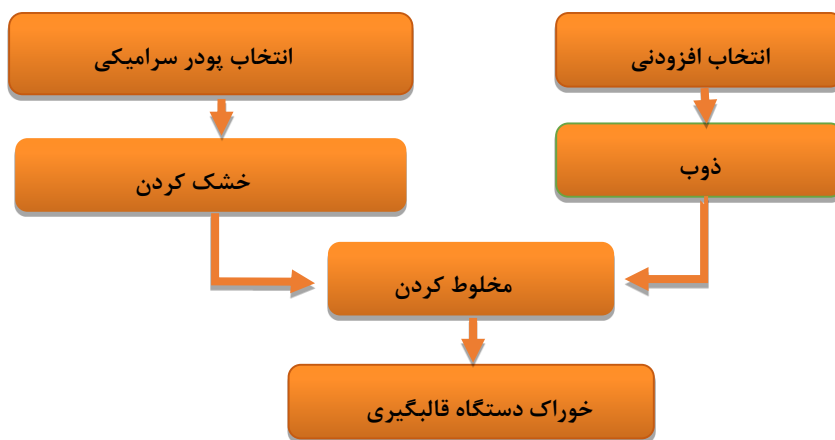 انتخاب پودر سرامیکی
انتخاب افزودنی
خشک کردن
ذوب
مخلوط کردن
خوراک دستگاه قالبگیری